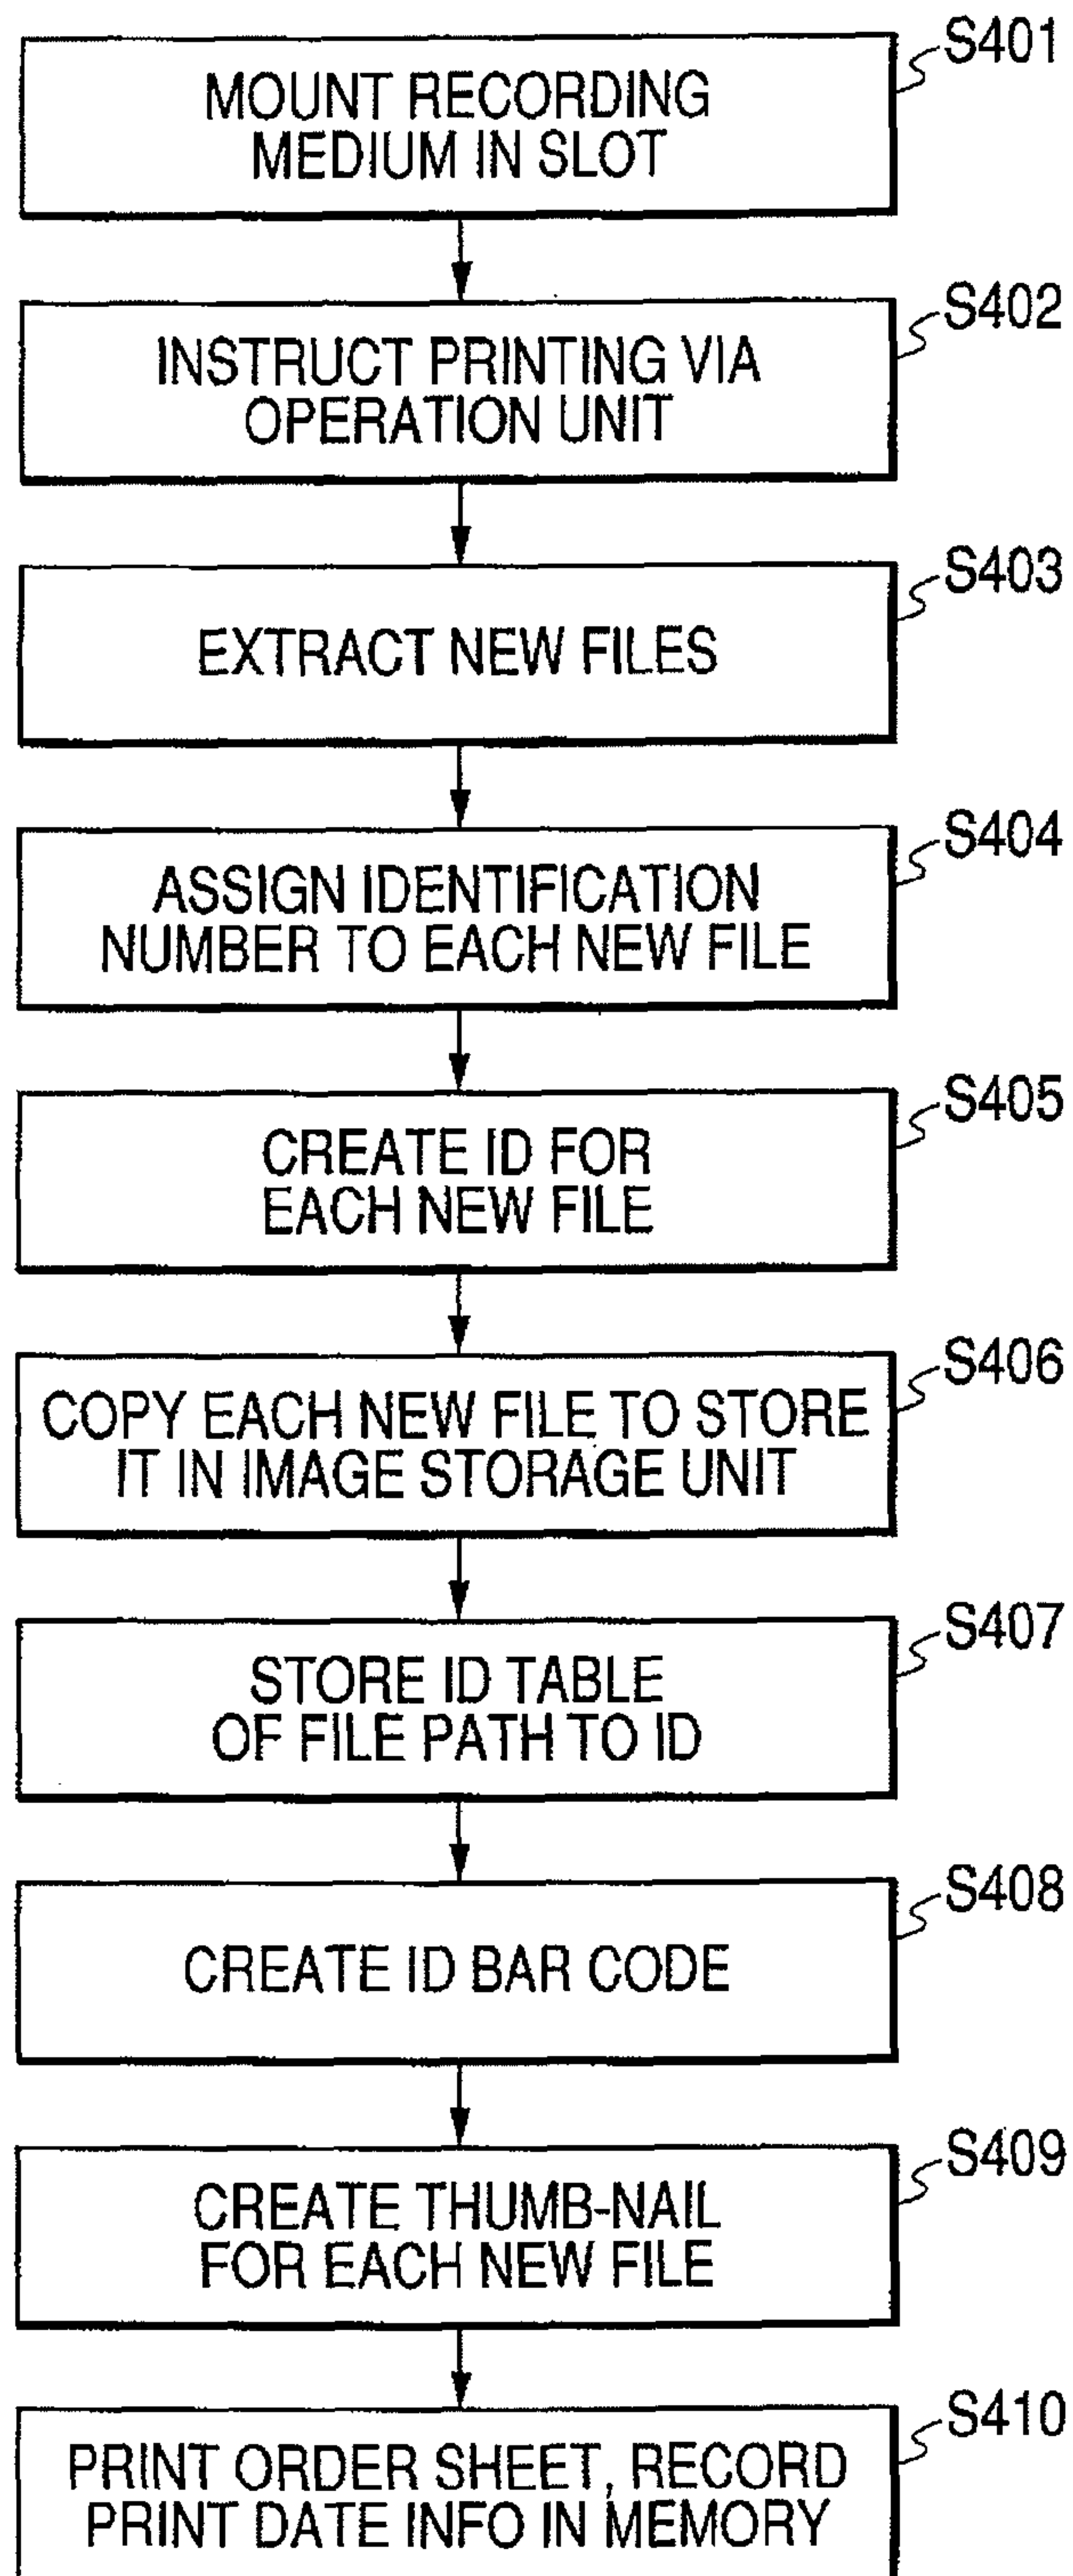 S401
MOUNT RECORDING
MEDIUM IN SLOT
S402
INSTRUCT PRINTING VIA
OPERATION UNIT
S403
EXTRACT NEW FILES
S404
ASSIGN IDENTIFICATION
NUMBER TO EACH NEW FILE
S405
CREATE ID FOR
EACH NEW FILE
S406
COPY EACH NEW FILE TO STORE
IT IN IMAGE STORAGE UNIT
S407
STORE ID TABLE
OF FILE PATH TO ID
S408
CREATE ID BAR CODE
S409
CREATE THUMB-NAIL
FOR EACH NEW FILE
S410
PRINT ORDER SHEET, RECORD
PRINT DATE INFO IN MEMORY